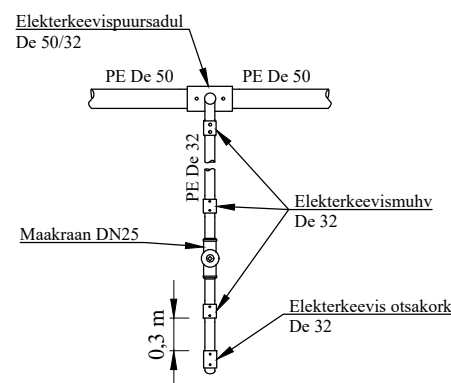 Elekterkeevispuursadul
De 50/32
PE De 50
PE De 50
PE De 32
Elekterkeevismuhv
De 32
Maakraan DN25
Elekterkeevis otsakork
De 32
0,3 m